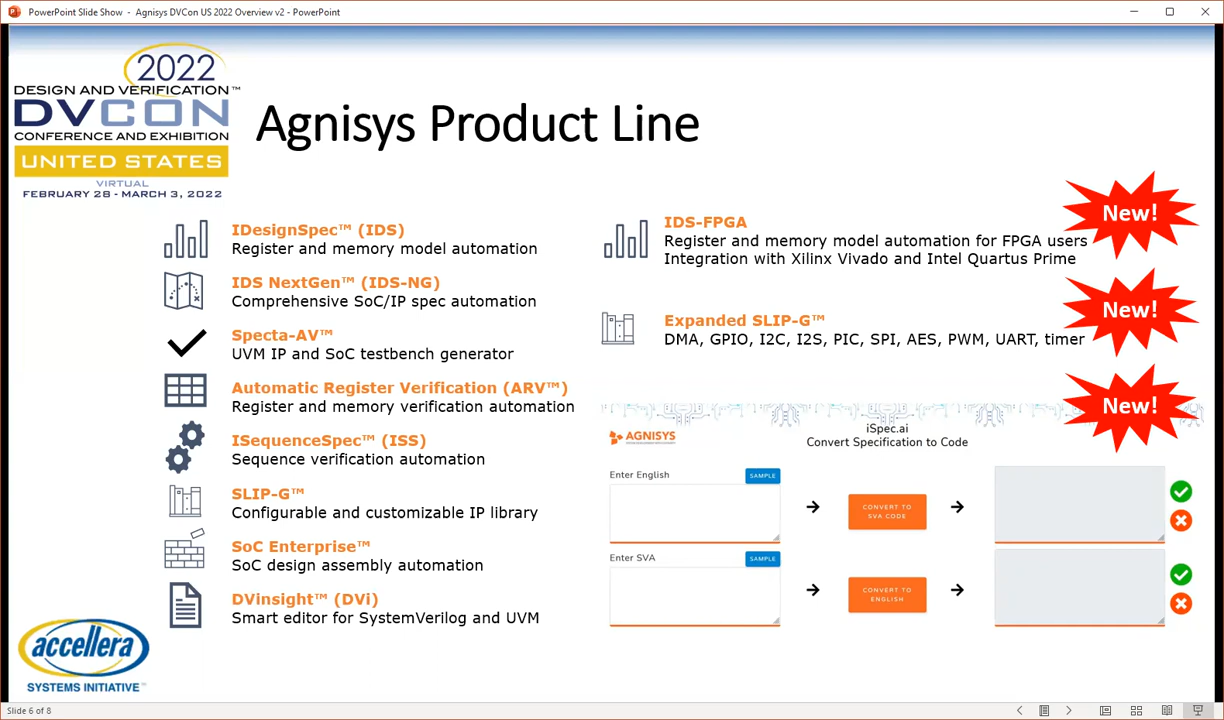 PowerPoint Slide Show - Agnisys DVCon US 2022 Overview v2 - PowerPoint
2022
DESIGN AND VERIFICATION™
DVCON
CONFERENCE AND EXHIBITION
UNITED STATES
VIRTUAL
FEBRUARY 28 - MARCH 3, 2022
Agnisys Product Line
IDesignSpec™ (IDS)
Register and memory model automation
IDS NextGen™ (IDS-NG)
Comprehensive SoC/IP spec automation
Specta-AV™
UVM IP and SoC testbench generator
Automatic Register Verification (ARV™)
Register and memory verification automation
ISequenceSpec™ (ISS)
Sequence verification automation
SLIP-G™
Configurable and customizable IP library
SoC Enterprise™
SoC design assembly automation
DVinsight™ (DVi)
Smart editor for SystemVerilog and UVM
IDS-FPGA
Register and memory model automation for FPGA users
Integration with Xilinx Vivado and Intel Quartus Prime
New!
Expanded SLIP-G™
DMA, GPIO, I2C, I2S, PIC, SPI, AES, PWM, UART, timer
New!
New!
AGNISYS
iSpec.ai
Convert Specification to Code
Enter English
SAMPLE
CONVERT TO
SVA CODE
Enter SVA
SAMPLE
CONVERT TO
ENGLISH
accellera
SYSTEMS INITIATIVE™
Slide 6 of 8